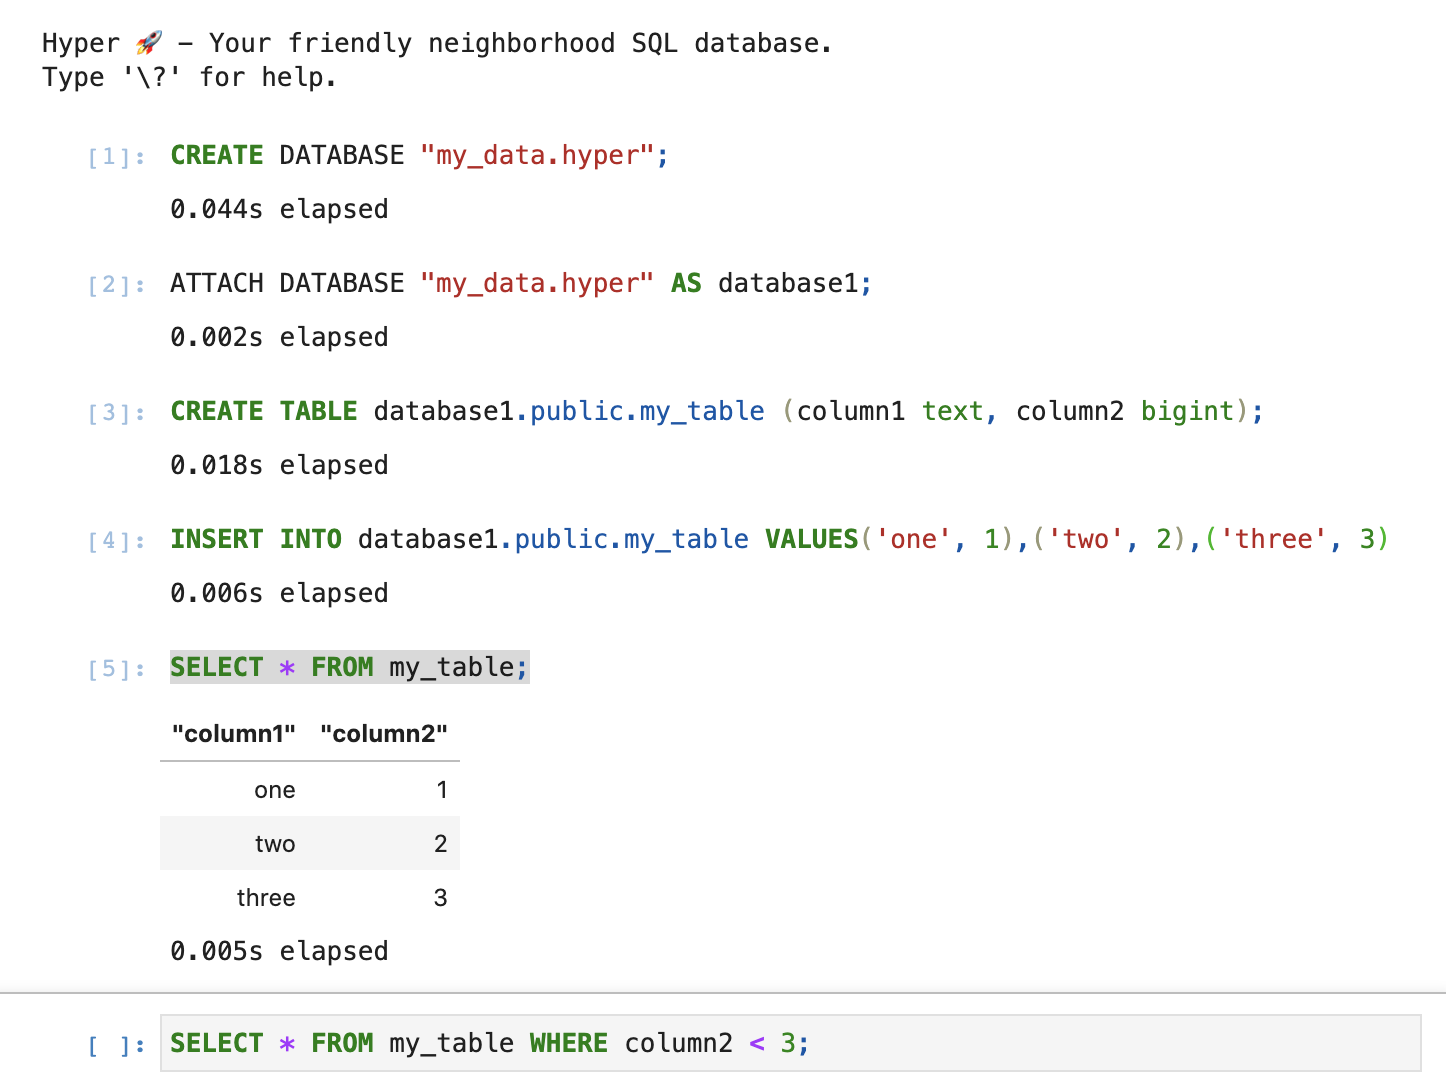 Hyper 🚀 – Your friendly neighborhood SQL database.
Type '\?' for help.
[1]: CREATE DATABASE "my_data.hyper";
0.044s elapsed
[2]: ATTACH DATABASE "my_data.hyper" AS database1;
0.002s elapsed
[3]: CREATE TABLE database1.public.my_table (column1 text, column2 bigint);
0.018s elapsed
[4]: INSERT INTO database1.public.my_table VALUES('one', 1),('two', 2),('three', 3)
0.006s elapsed
[5]: SELECT * FROM my_table;
"column1" "column2"
one 1
two 2
three 3
0.005s elapsed
[ ]: SELECT * FROM my_table WHERE column2 < 3;